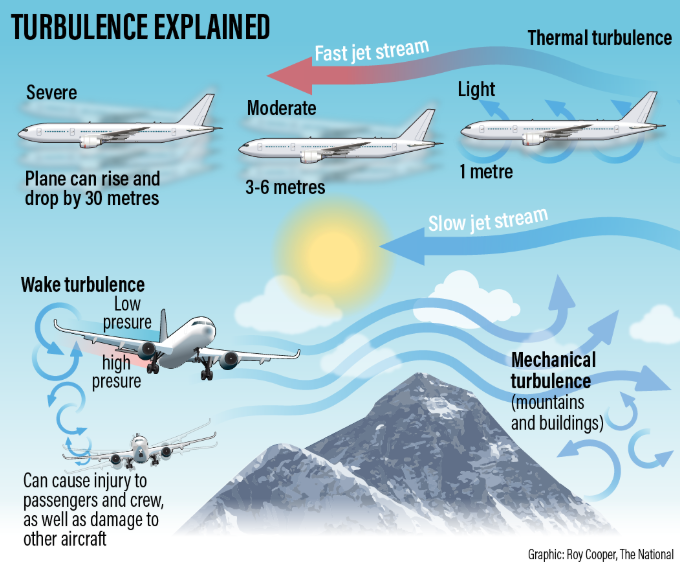 TURBULENCE EXPLAINED
Fast jet stream
Thermal turbulence
Severe
Moderate
Light
Plane can rise and
drop by 30 metres
3-6 metres
1 metre
Slow jet stream
Wake turbulence
Low
presure
high
presure
Mechanical
turbulence
(mountains
and buildings)
Can cause injury to
passengers and crew,
as well as damage to
other aircraft
Graphic: Roy Cooper, The National